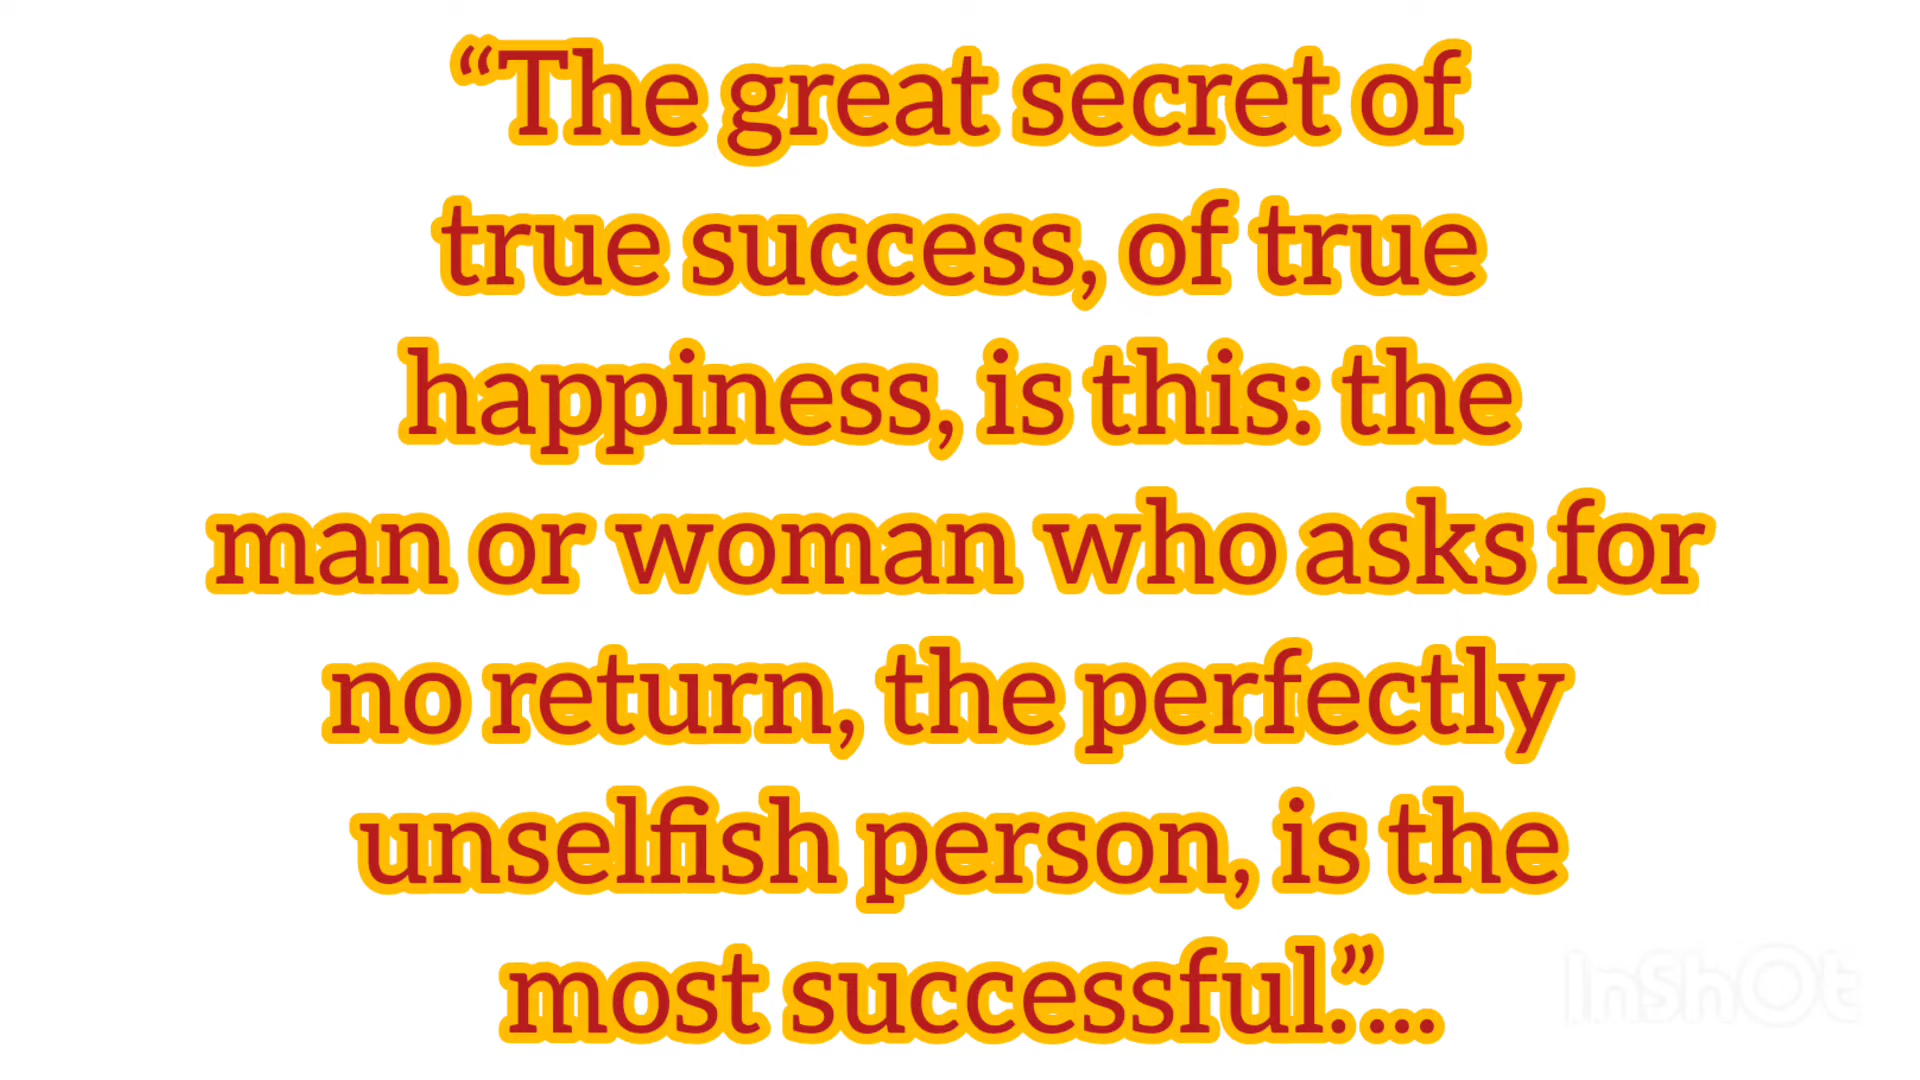 “The great secret of
true success, of true
happiness, is this: the
man or woman who asks for
no return, the perfectly
unselfish person, is the
most successful.”...
InShOt